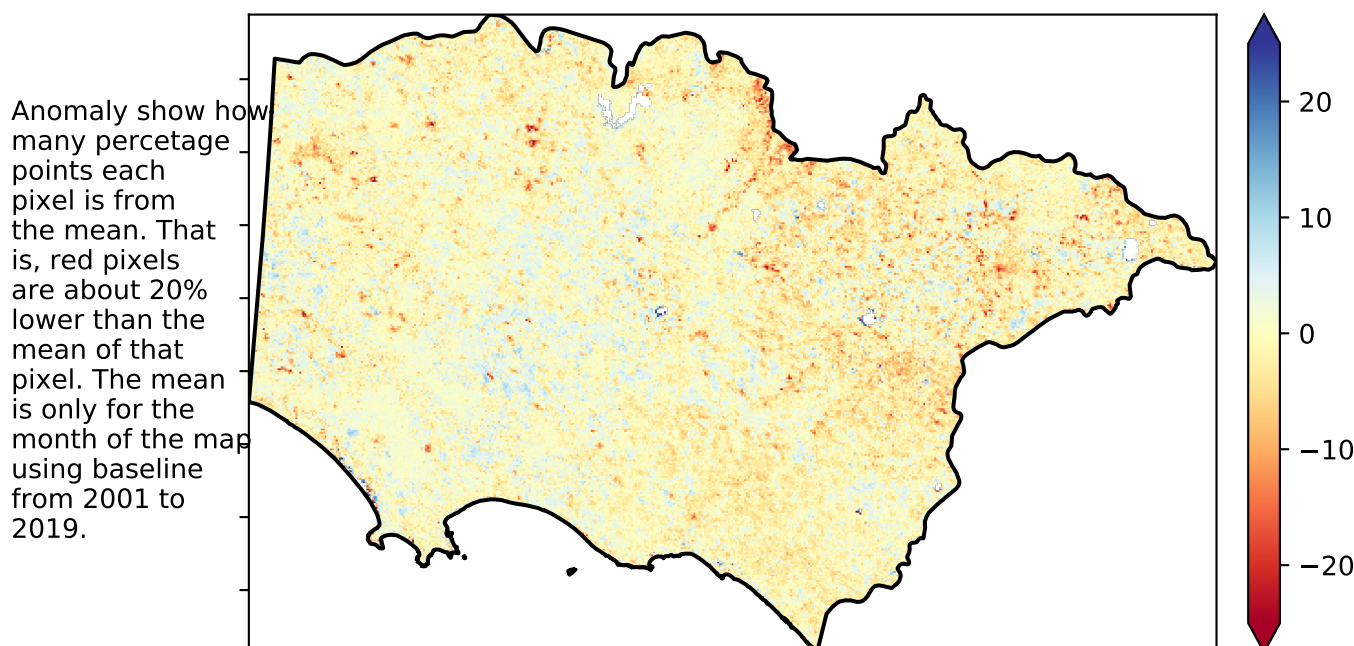 Anomaly show how
many percetage
points each
pixel is from
the mean. That
is, red pixels
are about 20%
lower than the
mean of that
pixel. The mean
is only for the
month of the map
using baseline
from 2001 to
2019.
20
10
0
−10
−20